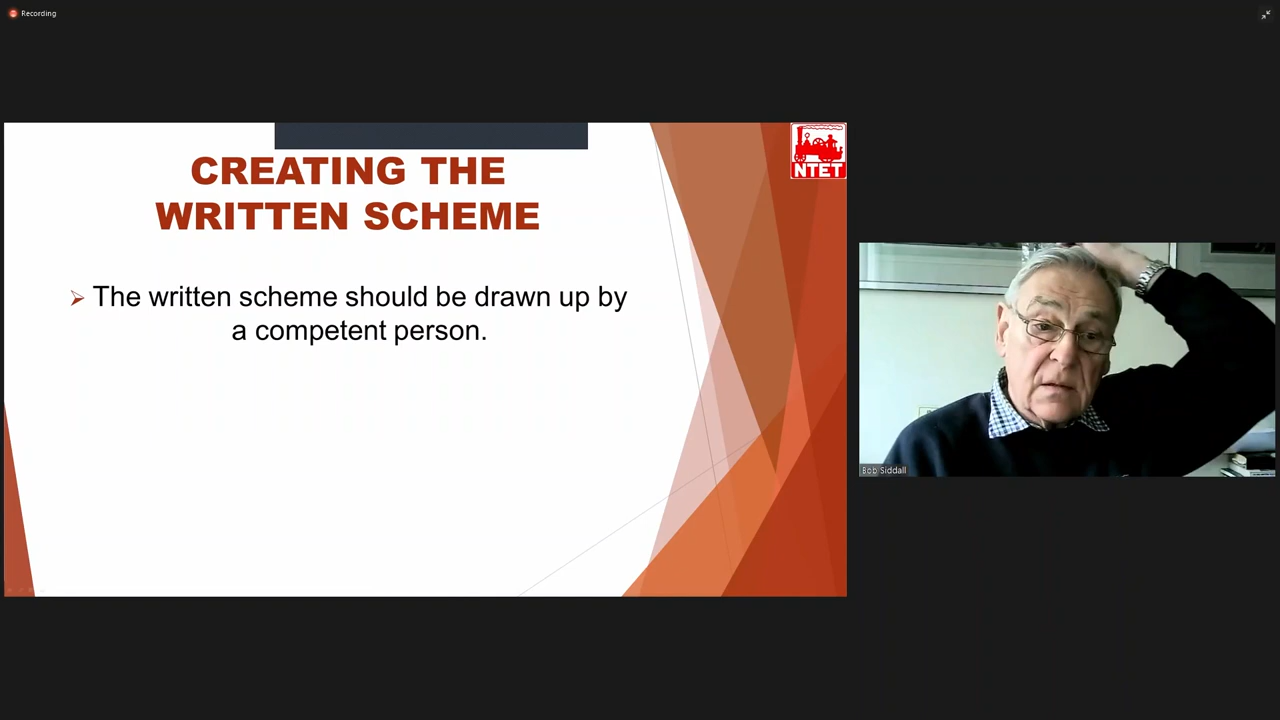 Recording
CREATING THE
WRITTEN SCHEME
NTET
The written scheme should be drawn up by
a competent person.
Bob Siddall